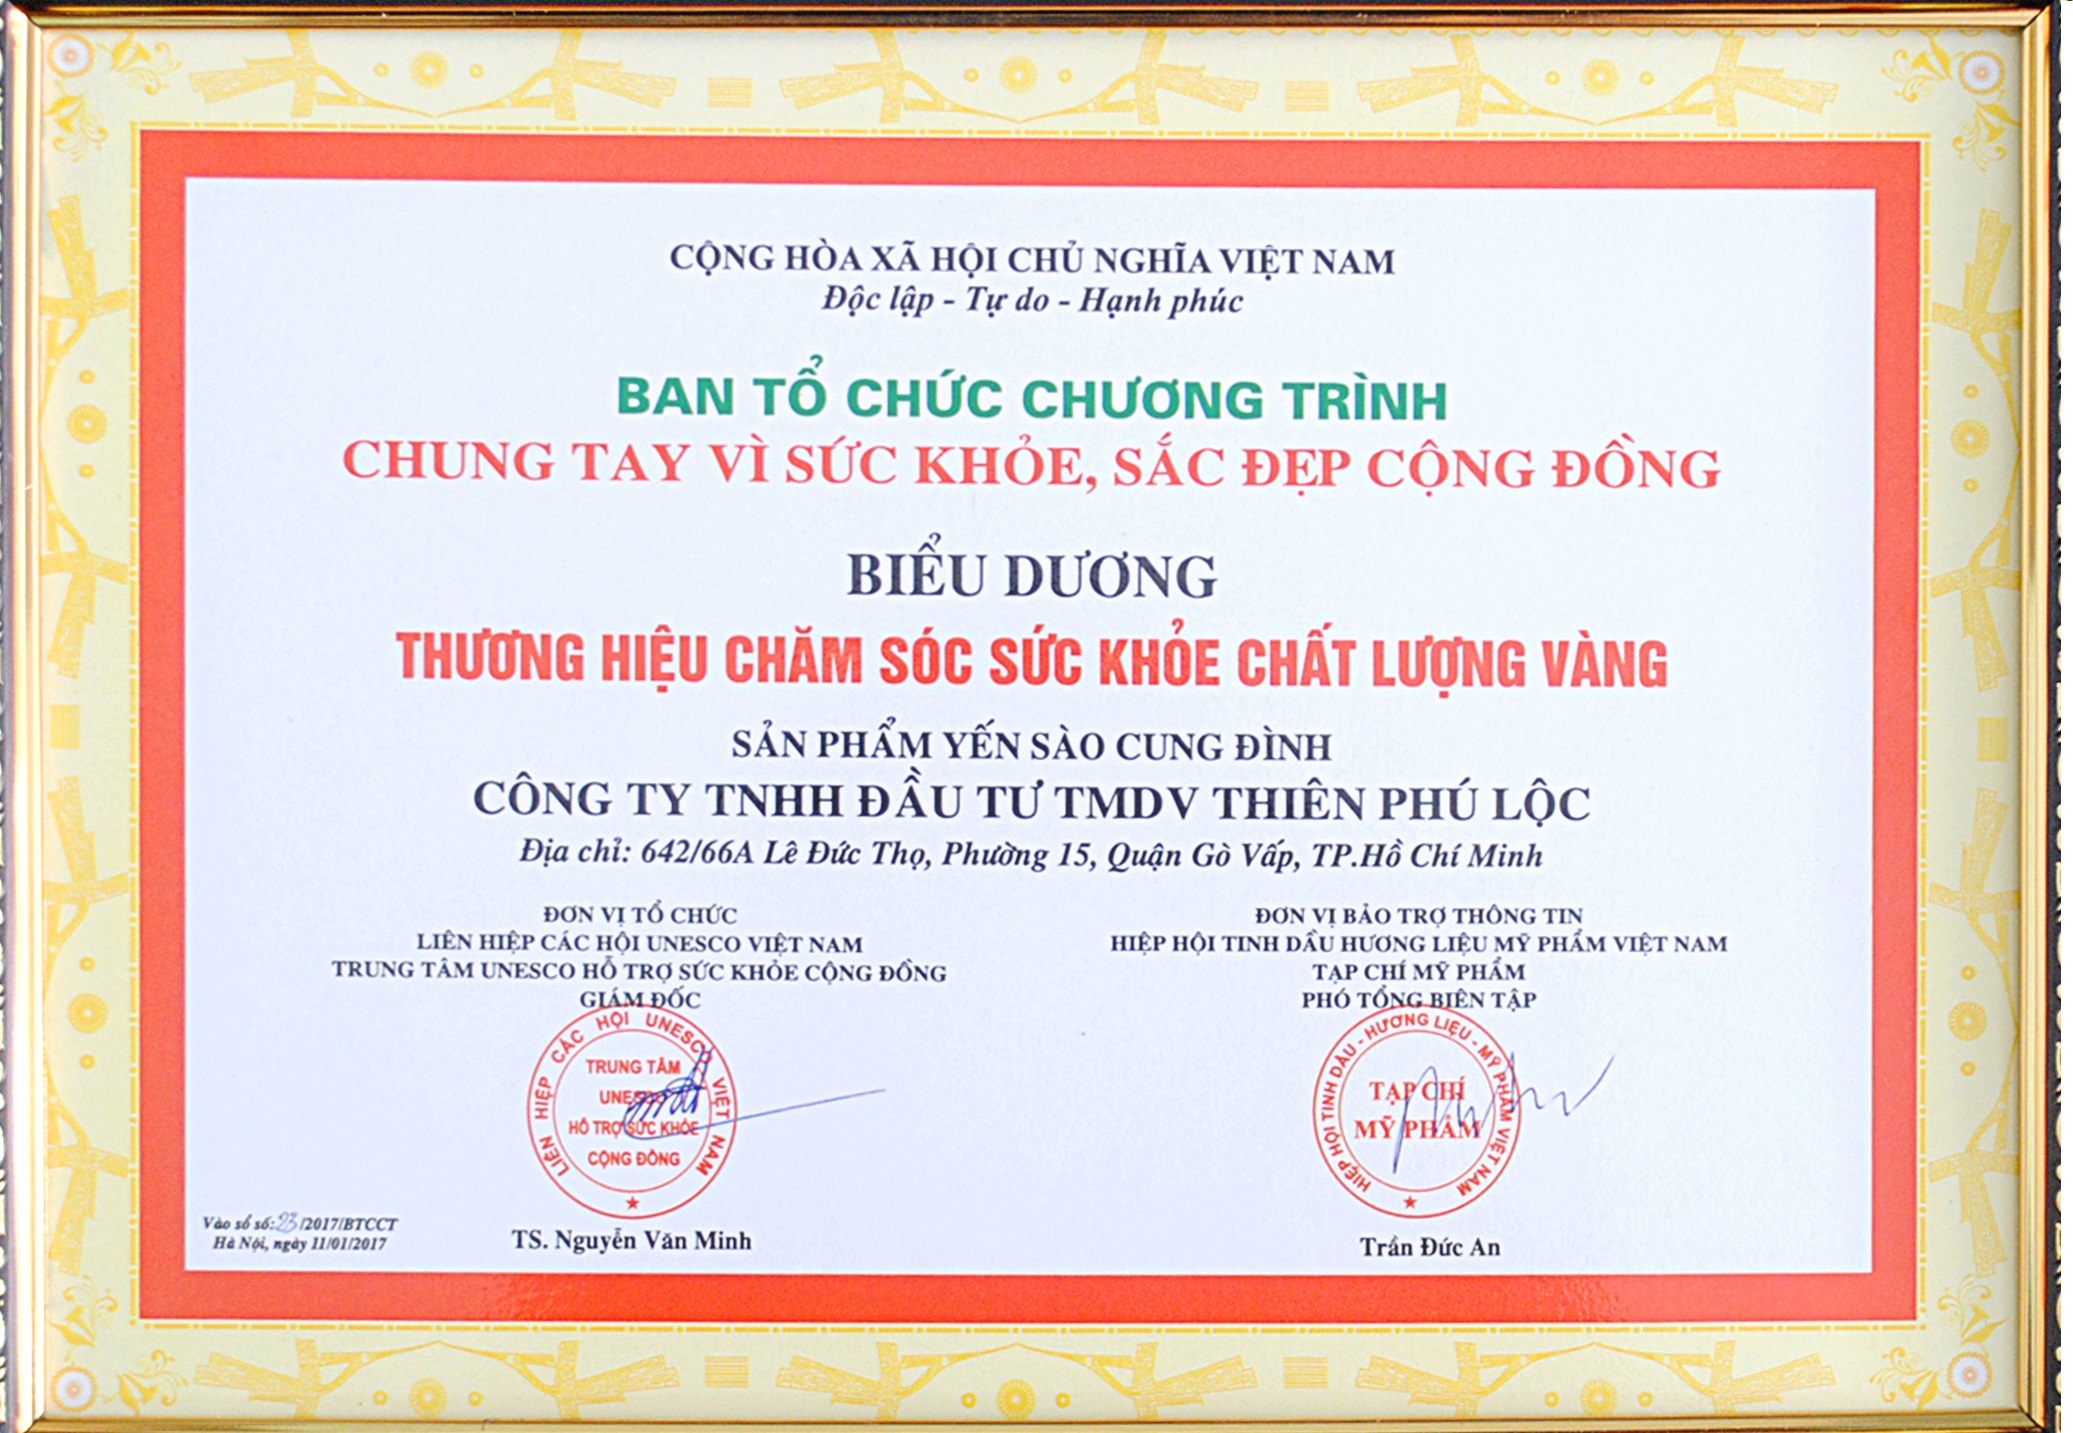 CỘNG HÒA XÃ HỘI CHỦ NGHĨA VIỆT NAM
Độc lập - Tự do - Hạnh phúc
BAN TỔ CHỨC CHƯƠNG TRÌNH
CHUNG TAY VÌ SỨC KHỎE, SẮC ĐẸP CỘNG ĐỒNG
BIỂU DƯƠNG
THƯƠNG HIỆU CHĂM SÓC SỨC KHỎE CHẤT LƯỢNG VÀNG
SẢN PHẨM YẾN SÀO CUNG ĐÌNH
CÔNG TY TNHH ĐẦU TƯ TMDV THIÊN PHÚ LỘC
Địa chỉ: 642/66A Lê Đức Thọ, Phường 15, Quận Gò Vấp, TP.Hồ Chí Minh
ĐƠN VỊ TỔ CHỨC
LIÊN HIỆP CÁC HỘI UNESCO VIỆT NAM
TRUNG TÂM UNESCO HỖ TRỢ SỨC KHỎE CỘNG ĐỒNG
GIÁM ĐỐC
LIÊN HIỆP CÁC HỘI UNESCO VIỆT NAM
TRUNG TÂM
UNESCO
HỖ TRỢ SỨC KHỎE
CỘNG ĐỒNG
TS. Nguyễn Văn Minh
ĐƠN VỊ BẢO TRỢ THÔNG TIN
HIỆP HỘI TINH DẦU HƯƠNG LIỆU MỸ PHẨM VIỆT NAM
TẠP CHÍ MỸ PHẨM
PHÓ TỔNG BIÊN TẬP
HIỆP HỘI TINH DẦU - HƯƠNG LIỆU - MỸ PHẨM VIỆT NAM
TẠP CHÍ
MỸ PHẨM
Trần Đức An
Vào sổ số: 23/2017/BTCCT
Hà Nội, ngày 11/01/2017